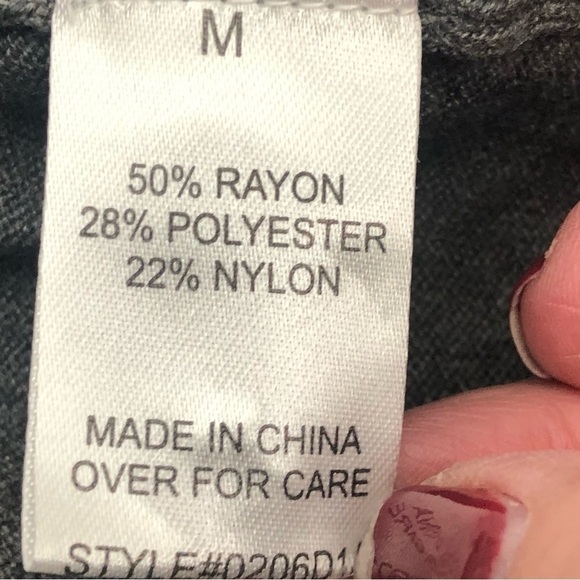 M
50% RAYON
28% POLYESTER
22% NYLON
MADE IN CHINA
OVER FOR CARE